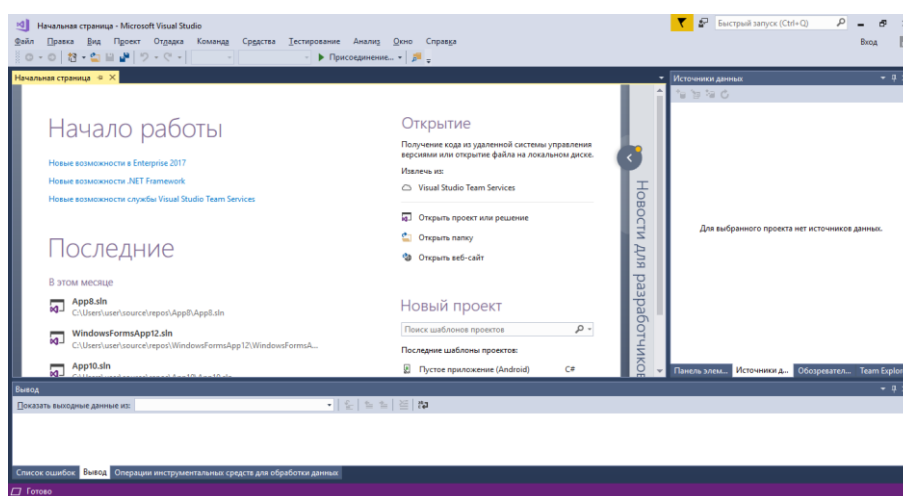 Начальная страница - Microsoft Visual Studio
Быстрый запуск (Ctrl+Q)
Файл Правка Вид Проект Отладка Команда Средства Тестирование Анализ Окно Справка
Вход
Присоединение...
Начальная страница
Начало работы
Новые возможности в Enterprise 2017
Новые возможности .NET Framework
Новые возможности службы Visual Studio Team Services
Последние
В этом месяце
App8.sln
C:\Users\user\source\repos\App8\App8.sln
WindowsFormsApp12.sln
C:\Users\user\source\repos\WindowsFormsApp12\WindowsFormsA...
App10.sln
Открытие
Получение кода из удаленной системы управления
версиями или открытие файла на локальном диске.
Извлечь из:
Visual Studio Team Services
Открыть проект или решение
Открыть папку
Открыть веб-сайт
Новый проект
Поиск шаблонов проектов
Последние шаблоны проектов:
Пустое приложение (Android) C#
Новости для разработчиков
Источники данных
Для выбранного проекта нет источников данных.
Панель элем... Источники д... Обозревател... Team Explor
Вывод
Показать выходные данные из:
Список ошибок Вывод Операции инструментальных средств для обработки данных
Готово